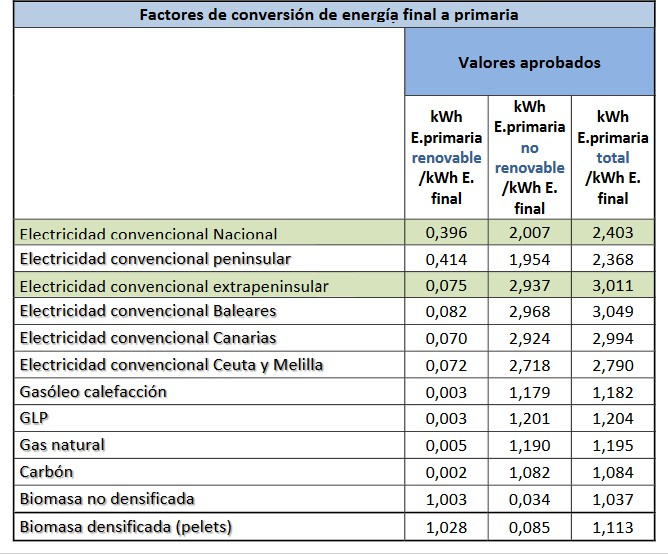 Factores de conversión de energía final a primaria
Valores aprobados
kWh
E.primaria
renovable
/kWh E.
final
kWh
E.primaria
no
renovable
/kWh E.
final
kWh
E.primaria
total
/kWh E.
final
Electricidad convencional Nacional 0,396 2,007 2,403
Electricidad convencional peninsular 0,414 1,954 2,368
Electricidad convencional extrapeninsular 0,075 2,937 3,011
Electricidad convencional Baleares 0,082 2,968 3,049
Electricidad convencional Canarias 0,070 2,924 2,994
Electricidad convencional Ceuta y Melilla 0,072 2,718 2,790
Gasóleo calefacción 0,003 1,179 1,182
GLP 0,003 1,201 1,204
Gas natural 0,005 1,190 1,195
Carbón 0,002 1,082 1,084
Biomasa no densificada 1,003 0,034 1,037
Biomasa densificada (pelets) 1,028 0,085 1,113